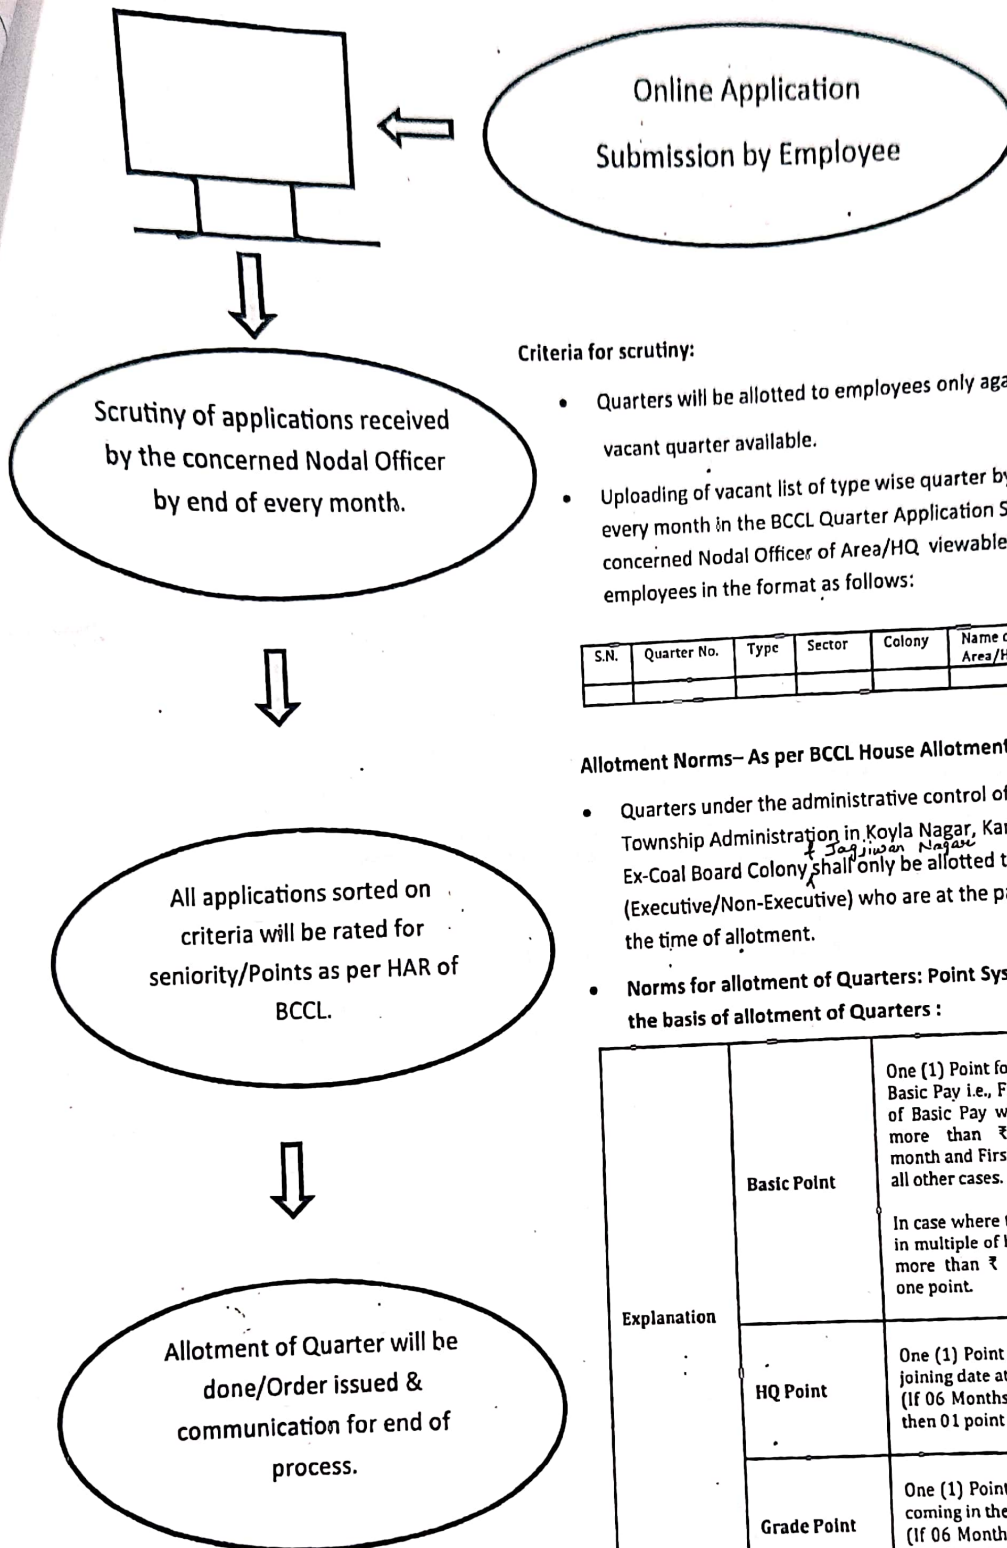 Online Application
Submission by Employee
Scrutiny of applications received
by the concerned Nodal Officer
by end of every month.
All applications sorted on
criteria will be rated for
seniority/Points as per HAR of
BCCL.
Allotment of Quarter will be
done/Order issued &
communication for end of
process.
Criteria for scrutiny:
• Quarters will be allotted to employees only
vacant quarter available.
• Uploading of vacant list of type wise quarter by
every month in the BCCL Quarter Application
concerned Nodal Officer of Area/HQ viewable
employees in the format as follows:
S.N. Quarter No. Type Sector Colony Name
Area/
Allotment Norms– As per BCCL House Allotment
• Quarters under the administrative control of
Township Administration in Koyla Nagar,
& Jagjiwan Nagar
Ex-Coal Board Colony shall only be allotted
(Executive/Non-Executive) who are at the
the time of allotment.
• Norms for allotment of Quarters: Point
the basis of allotment of Quarters :
Explanation
Basic Point
One (1) Point
Basic Pay i.e.,
of Basic Pay
more than ₹
month and
all other cases.
In case where
in multiple of
more than ₹
one point.
HQ Point
One (1) Point
joining date at
(If 06 Months
then 01 point
Grade Point
One (1) Point
coming in the
(If 06 Month